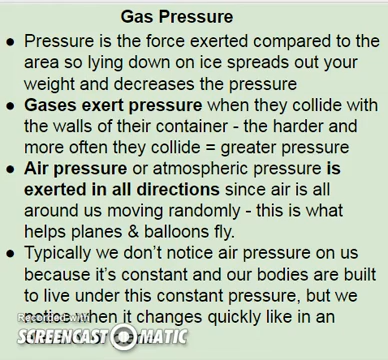 Gas Pressure
● Pressure is the force exerted compared to the
area so lying down on ice spreads out your
weight and decreases the pressure
● Gases exert pressure when they collide with
the walls of their container - the harder and
more often they collide = greater pressure
● Air pressure or atmospheric pressure is
exerted in all directions since air is all
around us moving randomly - this is what
helps planes & balloons fly.
● Typically we don't notice air pressure on us
because it's constant and our bodies are built
to live under this constant pressure, but we
notice when it changes quickly like in an
Recorded with
SCREENCAST MATIC